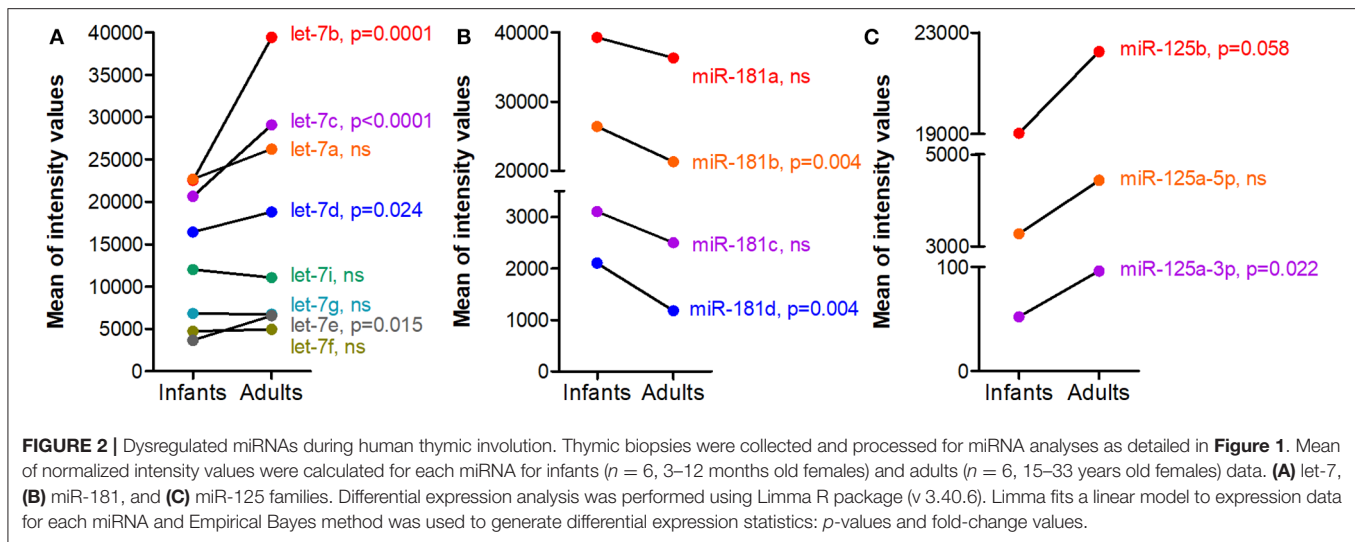 A
Mean of intensity values
40000
35000
30000
25000
20000
15000
10000
5000
0
let-7b, p=0.0001
let-7c, p<0.0001
let-7a, ns
let-7d, p=0.024
let-7i, ns
let-7g, ns
let-7e, p=0.015
let-7f, ns
Infants Adults
B
Mean of intensity values
40000
30000
20000
3000
2000
1000
0
miR-181a, ns
miR-181b, p=0.004
miR-181c, ns
miR-181d, p=0.004
Infants Adults
C
Mean of intensity values
23000
19000
5000
3000
100
0
miR-125b, p=0.058
miR-125a-5p, ns
miR-125a-3p, p=0.022
Infants Adults
FIGURE 2 | Dysregulated miRNAs during human thymic involution. Thymic biopsies were collected and processed for miRNA analyses as detailed in Figure 1. Mean
of normalized intensity values were calculated for each miRNA for infants (n = 6, 3–12 months old females) and adults (n = 6, 15–33 years old females) data. (A) let-7,
(B) miR-181, and (C) miR-125 families. Differential expression analysis was performed using Limma R package (v 3.40.6). Limma fits a linear model to expression data
for each miRNA and Empirical Bayes method was used to generate differential expression statistics: p-values and fold-change values.